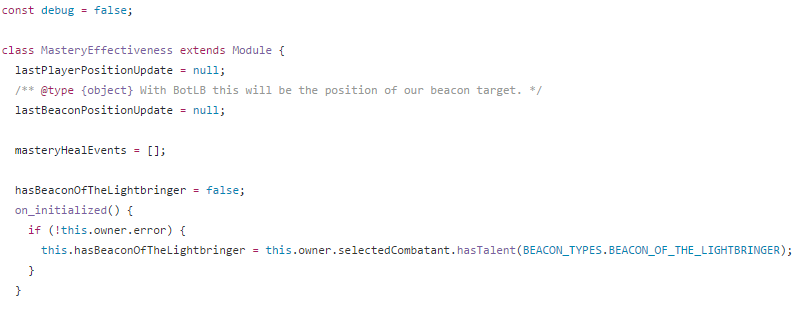 const debug = false;
class MasteryEffectiveness extends Module {
lastPlayerPositionUpdate = null;
/** @type {object} With BotLB this will be the position of our beacon target. */
lastBeaconPositionUpdate = null;
masteryHealEvents = [];
hasBeaconOfTheLightbringer = false;
on_initialized() {
if (!this.owner.error) {
this.hasBeaconOfTheLightbringer = this.owner.selectedCombatant.hasTalent(BEACON_TYPES.BEACON_OF_THE_LIGHTBRINGER);
}
}